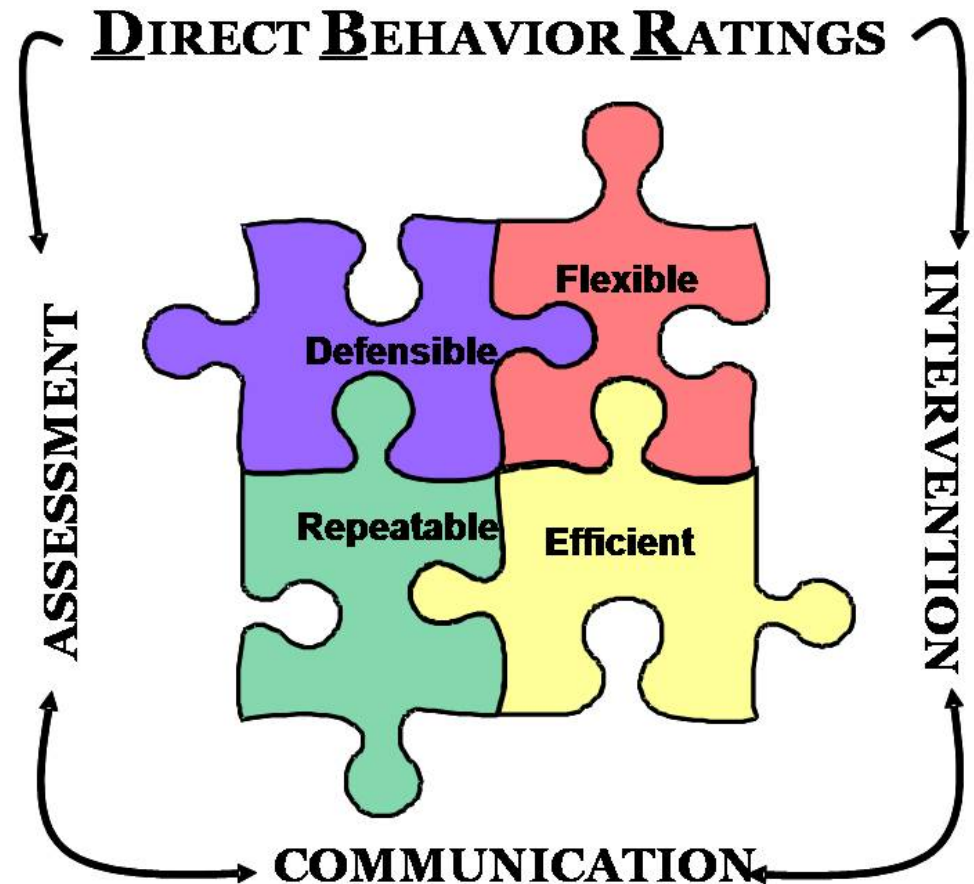 DIRECT BEHAVIOR RATINGS
Flexible
Defensible
Repeatable
Efficient
ASSESSMENT
INTERVENTION
COMMUNICATION